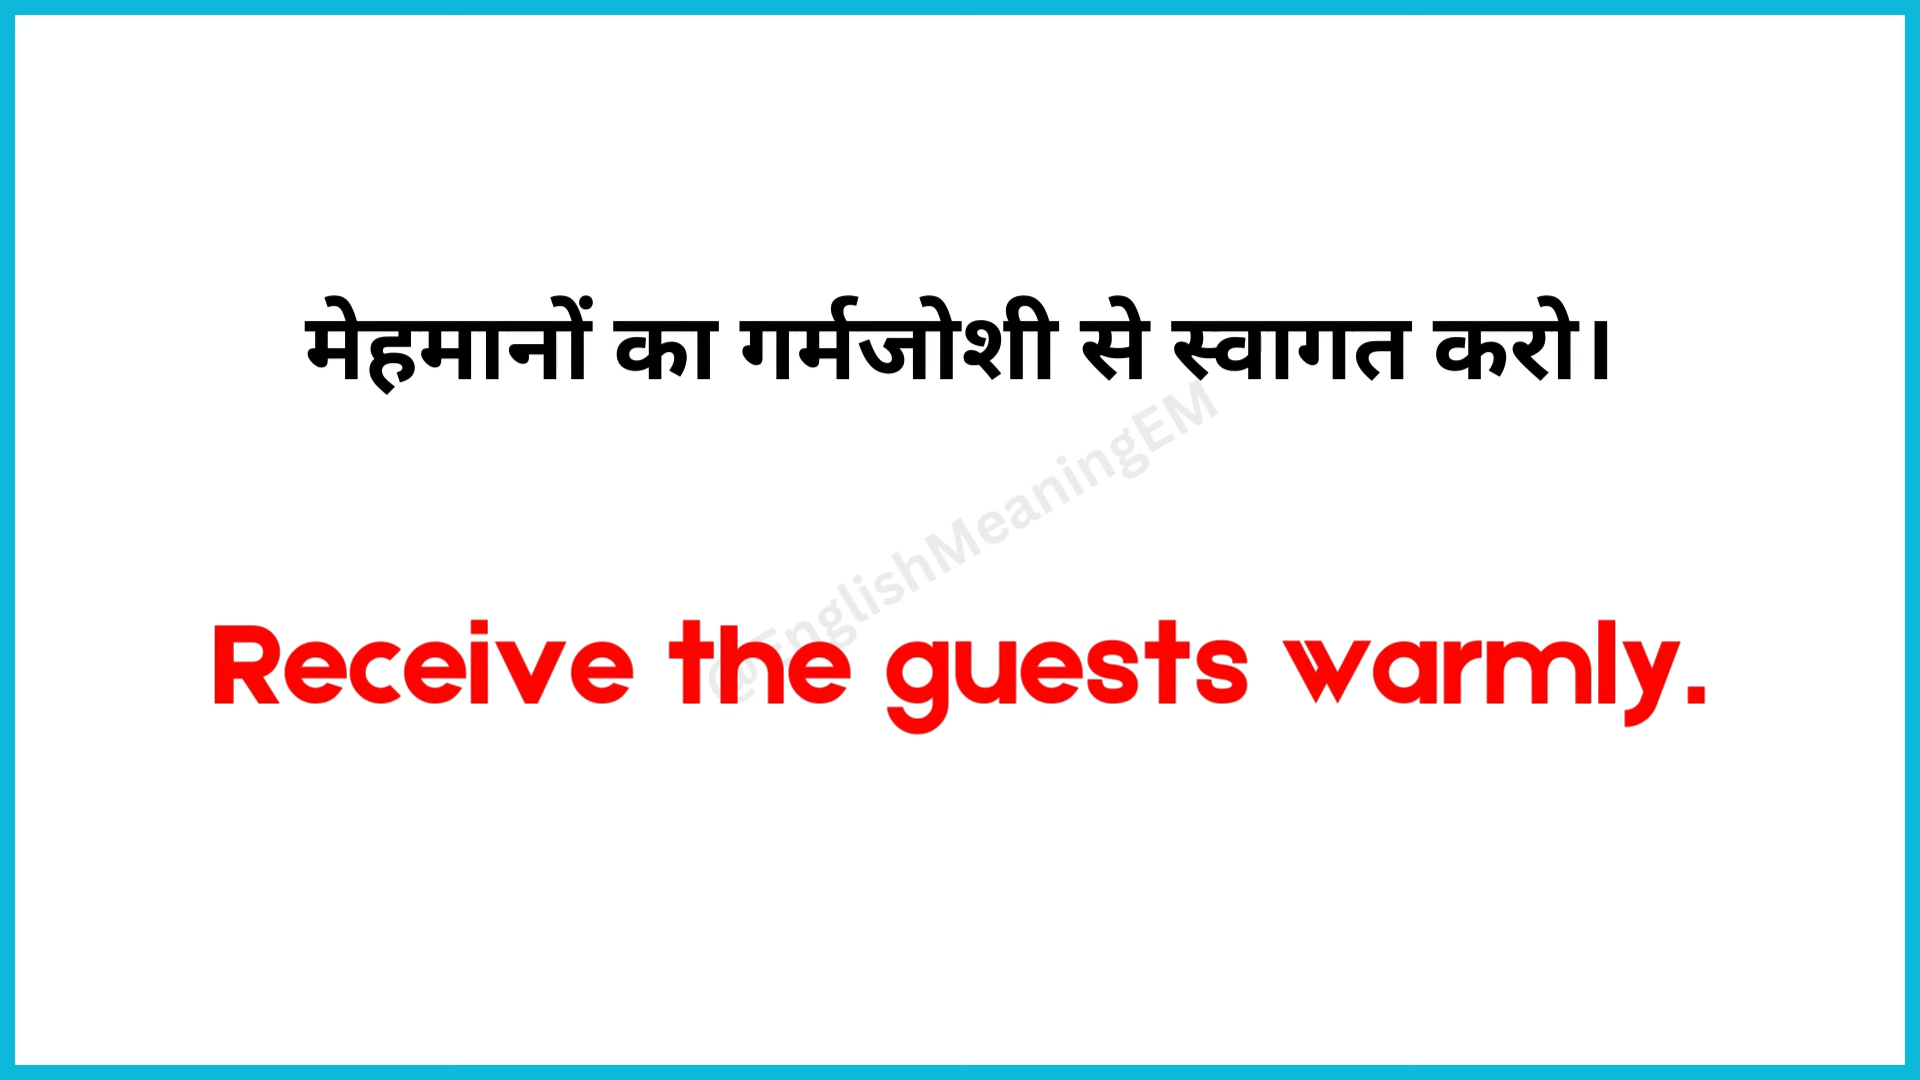 मेहमानों का गर्मजोशी से स्वागत करो।
@EnglishMeaningEM
Receive the guests warmly.